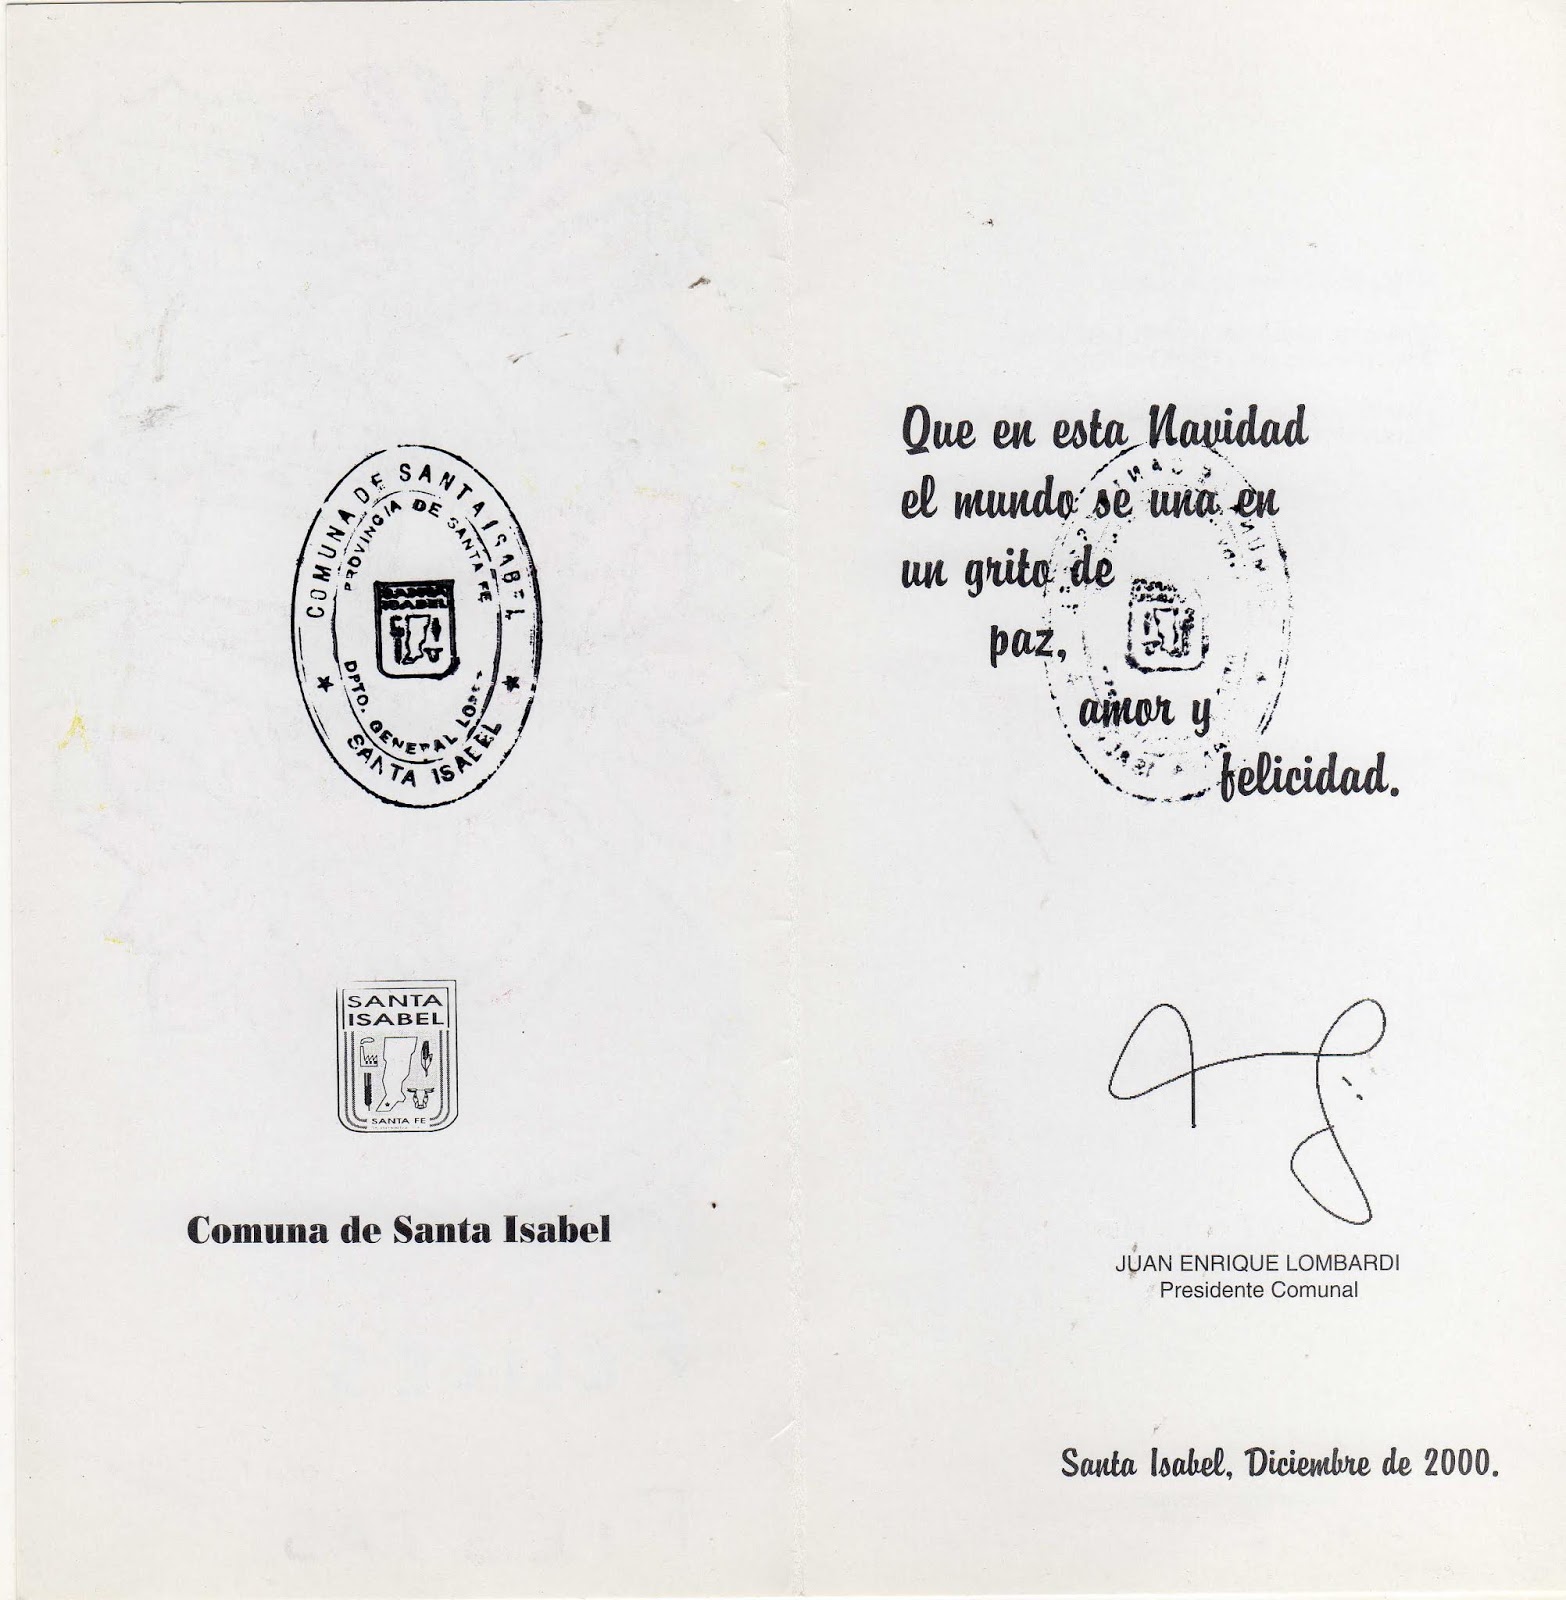 COMUNA DE SANTA ISABEL
PROVINCIA DE SANTA FE
SANTA
ISABEL
DPTO. GENERAL LOPEZ
SANTA ISABEL
SANTA
ISABEL
SANTA FE
Comuna de Santa Isabel
Que en esta Navidad
el mundo se una en
un grito de
paz,
amor y
felicidad.
JUAN ENRIQUE LOMBARDI
Presidente Comunal
Santa Isabel, Diciembre de 2000.